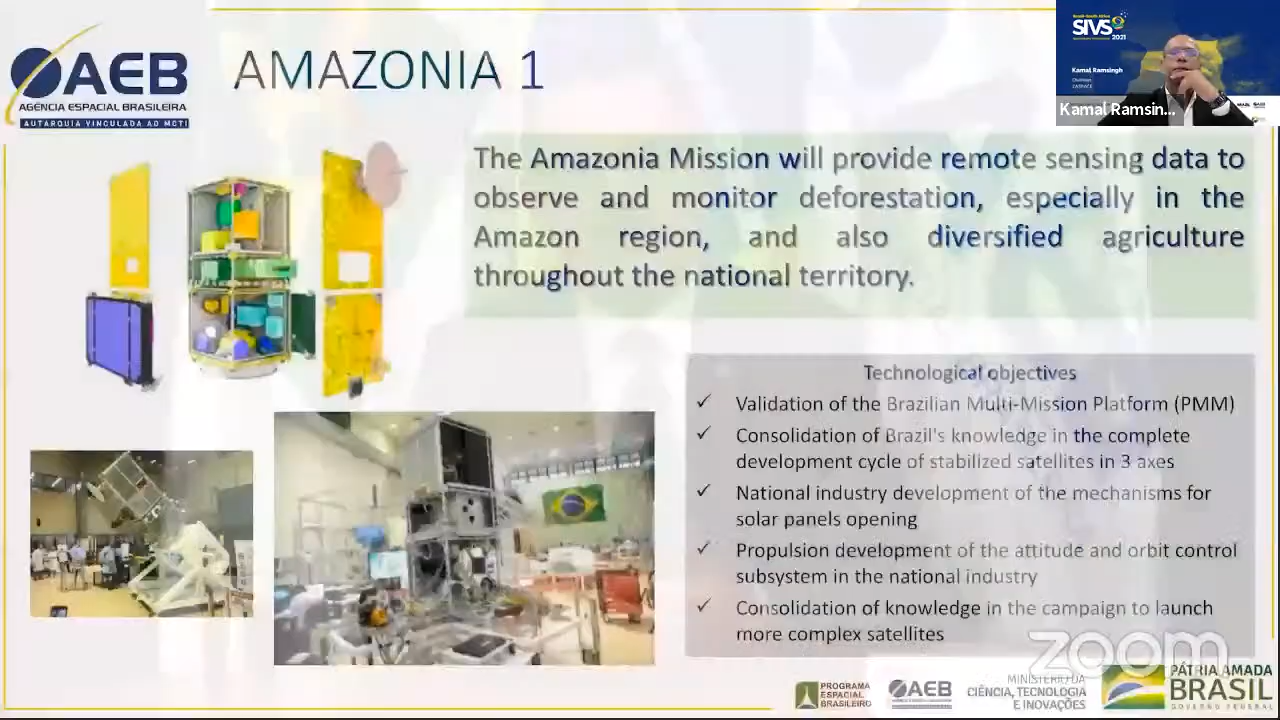 AEB
AGÊNCIA ESPACIAL BRASILEIRA
AUTARQUIA VINCULADA AO MCTI
AMAZONIA 1
SIVS
2021
Kamal Ramsingh
Kamal Ramsin...
The Amazonia Mission will provide remote sensing data to
observe and monitor deforestation, especially in the
Amazon region, and also diversified agriculture
throughout the national territory.
Technological objectives
✓ Validation of the Brazilian Multi-Mission Platform (PMM)
✓ Consolidation of Brazil's knowledge in the complete
development cycle of stabilized satellites in 3 axes
✓ National industry development of the mechanisms for
solar panels opening
✓ Propulsion development of the attitude and orbit control
subsystem in the national industry
✓ Consolidation of knowledge in the campaign to launch
more complex satellites
zoom
PROGRAMA
ESPACIAL
BRASILEIRO
AEB
MINISTÉRIO DA
CIÊNCIA, TECNOLOGIA
E INOVAÇÕES
PÁTRIA AMADA
BRASIL
GOVERNO FEDERAL